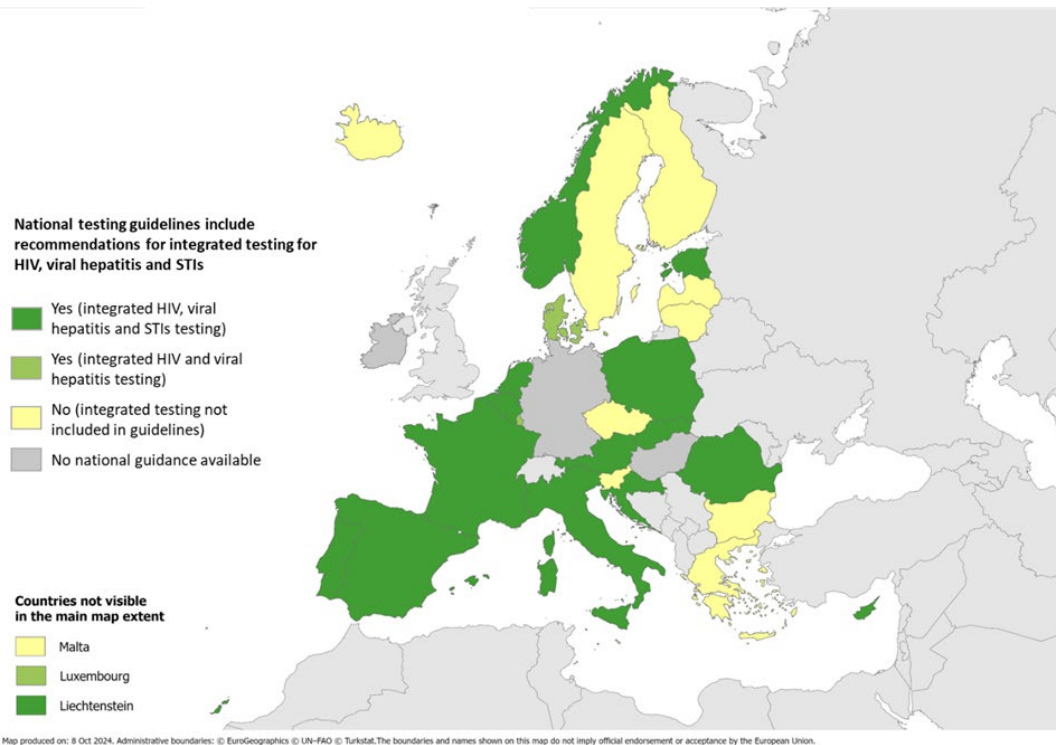 National testing guidelines include
recommendations for integrated testing for
HIV, viral hepatitis and STIs
Yes (integrated HIV, viral
hepatitis and STIs testing)
Yes (integrated HIV and viral
hepatitis testing)
No (integrated testing not
included in guidelines)
No national guidance available
Countries not visible
in the main map extent
Malta
Luxembourg
Liechtenstein
Map produced on: 8 Oct 2024. Administrative boundaries: © EuroGeographics © UN–FAO © Turkstat.The boundaries and names shown on this map do not imply official endorsement or acceptance by the European Union.